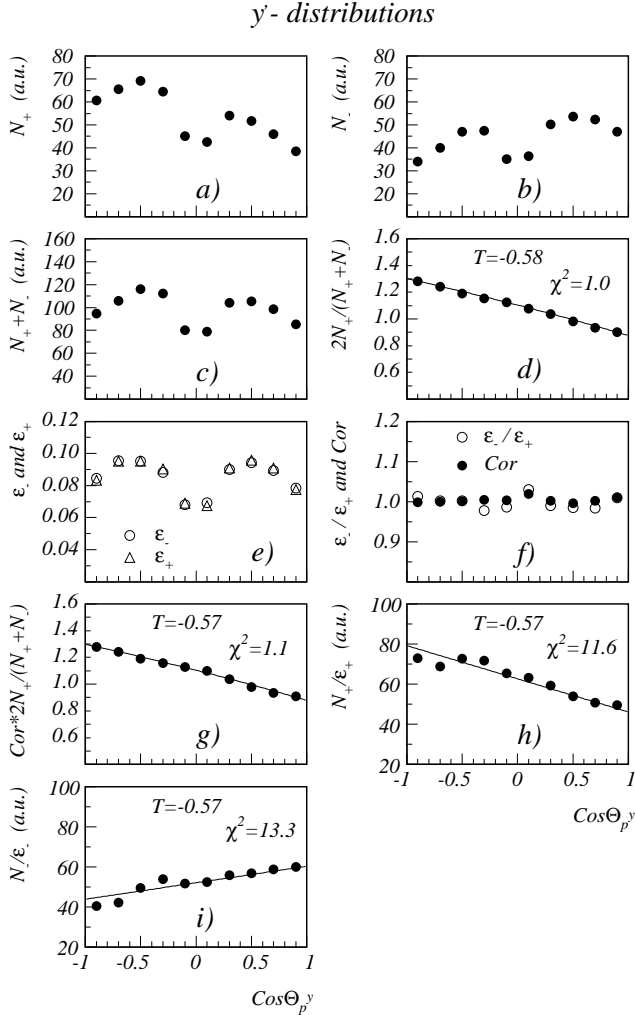 y'- distributions
N+ (a.u.)
80
70
60
50
40
30
20
a)
N- (a.u.)
80
70
60
50
40
30
20
b)
N++N- (a.u.)
160
140
120
100
80
60
40
c)
2N+/(N++N-)
1.6
1.4
1.2
1.0
0.8
0.6
T=-0.58
χ²=1.0
d)
ε- and ε+
0.12
0.10
0.08
0.06
0.04
ε-
ε+
e)
ε-/ε+ and Cor
1.2
1.1
1.0
0.9
ε-/ε+
Cor
f)
Cor*2N+/(N++N-)
1.6
1.4
1.2
1.0
0.8
0.6
T=-0.57
χ²=1.1
g)
N+/ε+ (a.u.)
100
80
60
40
20
T=-0.57
χ²=11.6
h)
-1 -0.5 0 0.5 1
CosΘp y
N-/ε- (a.u.)
100
80
60
40
20
T=-0.57
χ²=13.3
i)
-1 -0.5 0 0.5 1
CosΘp y